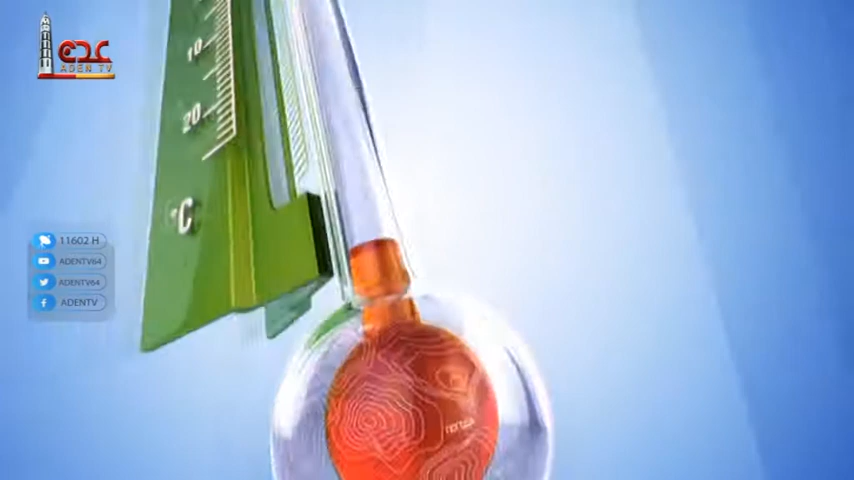 عدن
ADEN TV
10
20
°C
11602 H
ADENTV64
ADENTV64
ADENTV